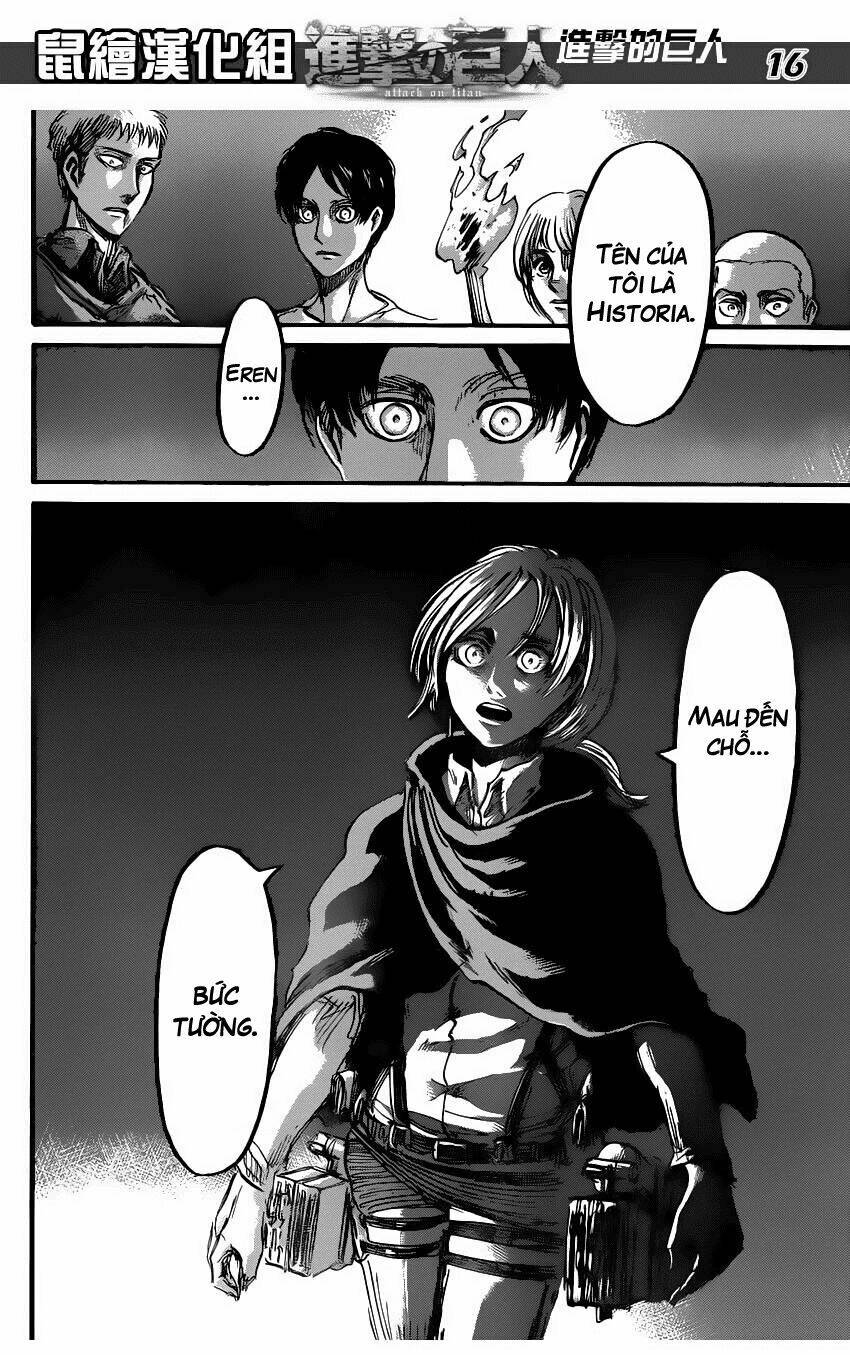 鼠繪漢化組 進撃の巨人 進擊的巨人 16
attack on titan
TÊN CỦA
TÔI LÀ
HISTORIA.
EREN
...
MAU ĐẾN
CHỖ...
BỨC
TƯỜNG.